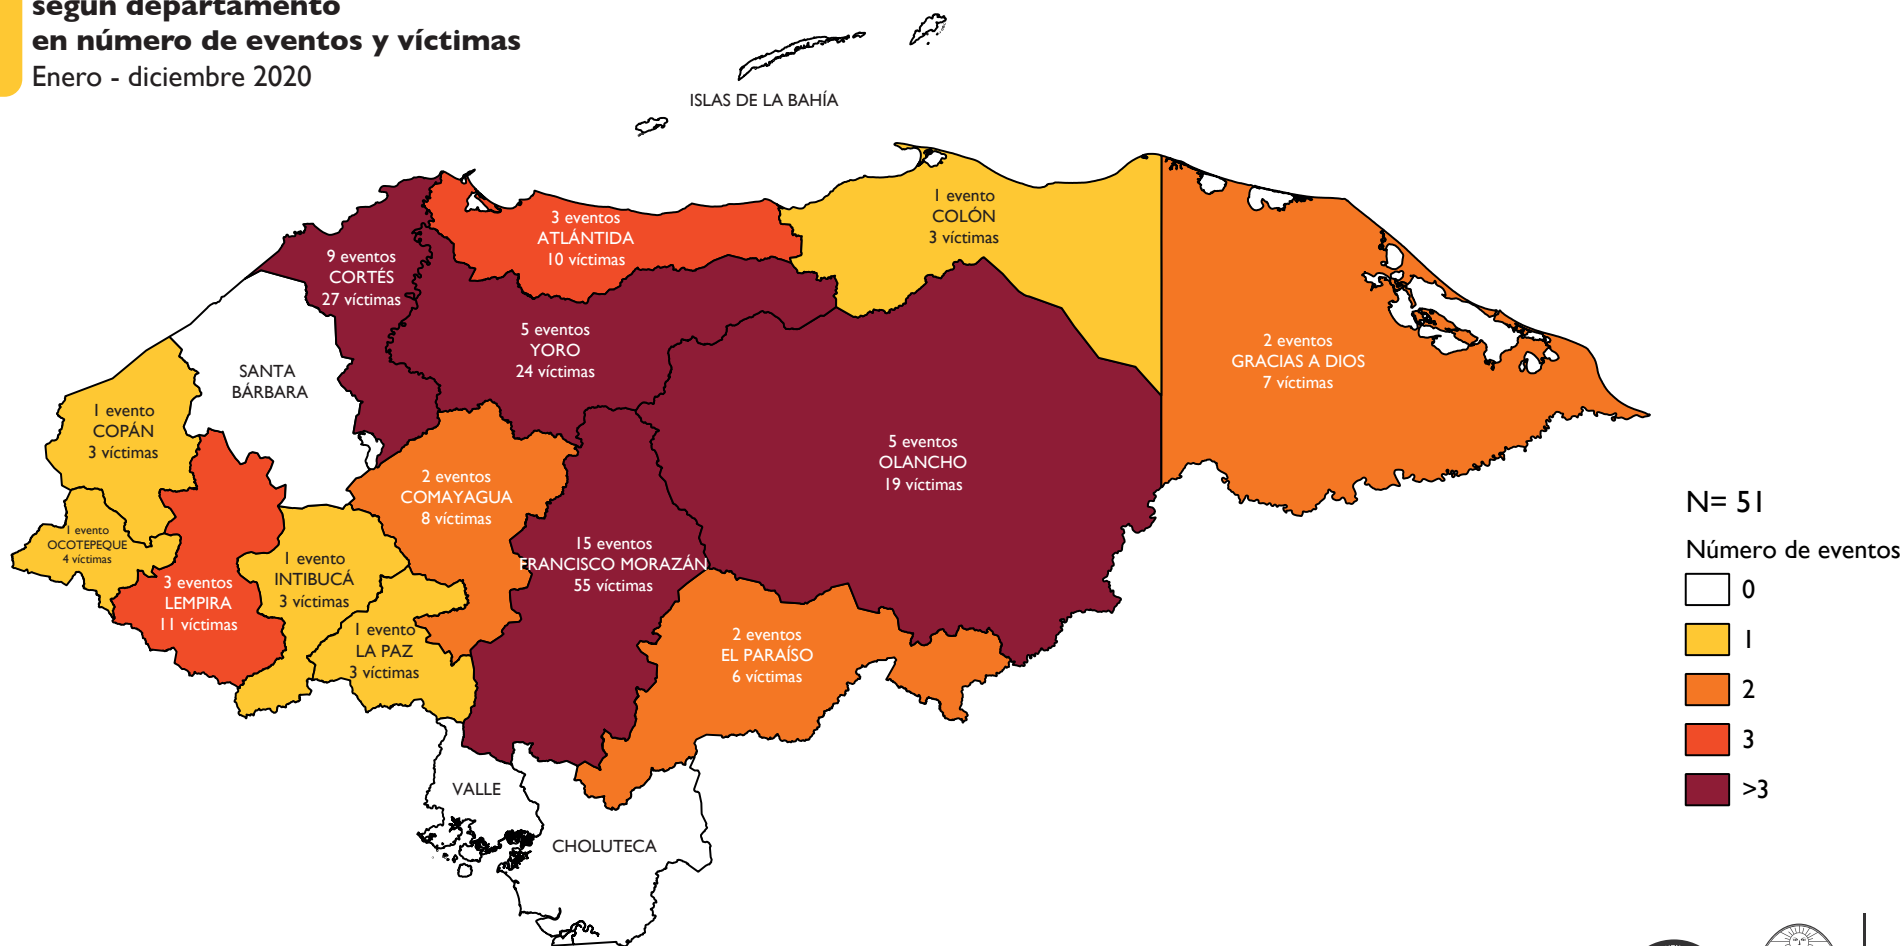 según departamento
en número de eventos y víctimas
Enero - diciembre 2020
ISLAS DE LA BAHÍA
1 evento
COLÓN
3 víctimas
3 eventos
ATLÁNTIDA
10 víctimas
9 eventos
CORTÉS
27 víctimas
5 eventos
YORO
24 víctimas
2 eventos
GRACIAS A DIOS
7 víctimas
SANTA
BÁRBARA
1 evento
COPÁN
3 víctimas
5 eventos
OLANCHO
19 víctimas
2 eventos
COMAYAGUA
8 víctimas
1 evento
OCOTEPEQUE
4 víctimas
15 eventos
FRANCISCO MORAZÁN
55 víctimas
1 evento
INTIBUCÁ
3 víctimas
3 eventos
LEMPIRA
11 víctimas
1 evento
LA PAZ
3 víctimas
2 eventos
EL PARAÍSO
6 víctimas
VALLE
CHOLUTECA
N= 51
Número de eventos
0
1
2
3
>3